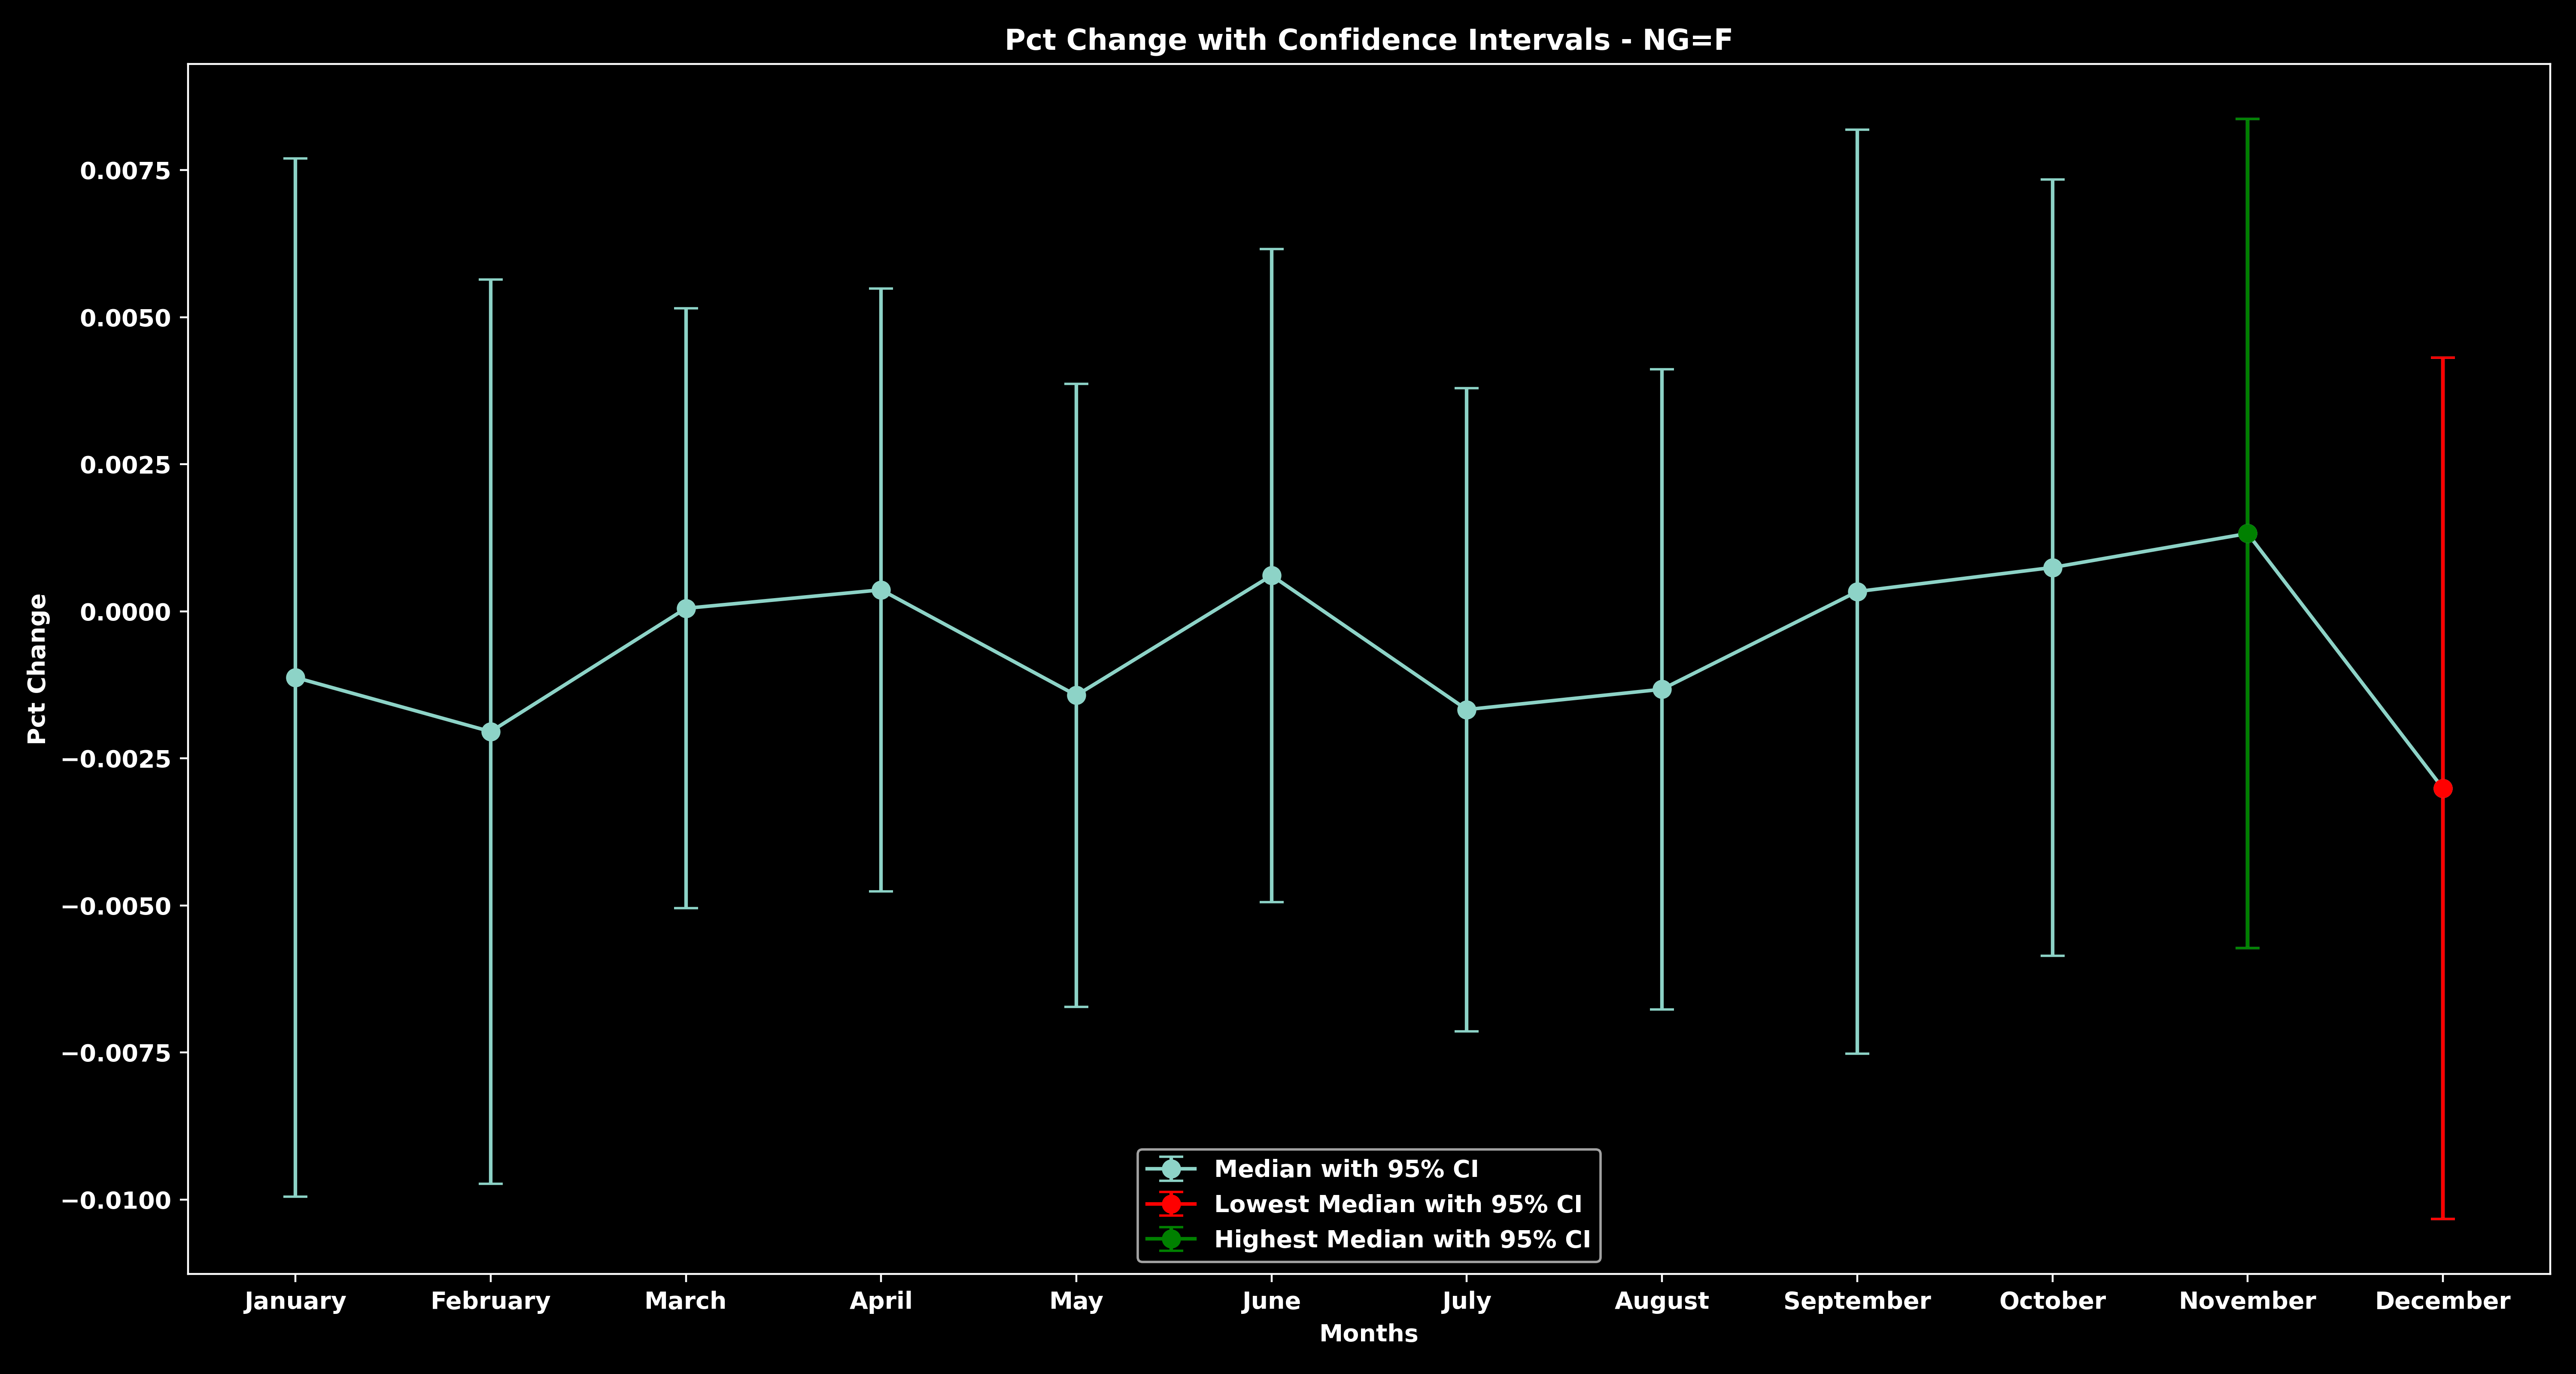 Pct Change with Confidence Intervals - NG=F
Pct Change
0.0075
0.0050
0.0025
0.0000
−0.0025
−0.0050
−0.0075
−0.0100
Median with 95% CI
Lowest Median with 95% CI
Highest Median with 95% CI
January February March April May June July August September October November December
Months